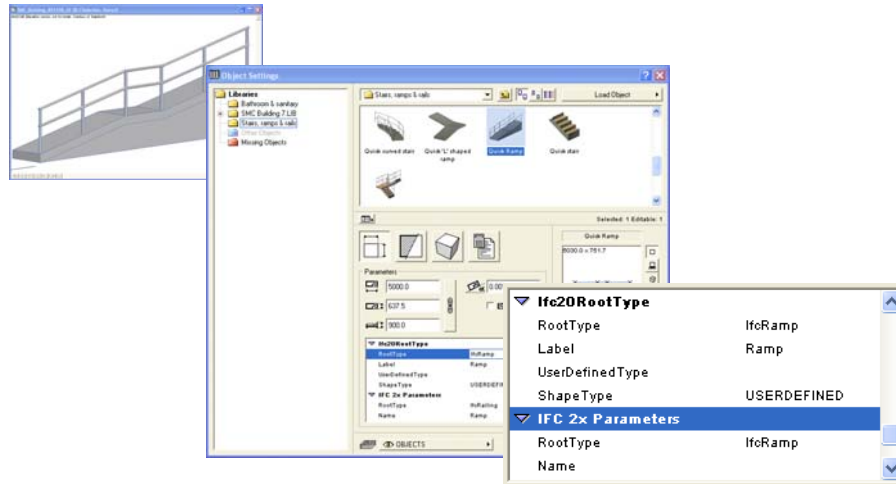 Object Settings
Libraries
Bathroom & sanitary
SMC Building 7.LIB
Stairs, ramps & rails
Other Objects
Missing Objects
Stairs, ramps & rails
Load Object
Quick curved stair
Quick 'L' shaped ramp
Quick Ramp
Quick stair
Selected: 1 Editable: 1
Quick Ramp
Parameters
5000.0
637.5
900.0
Ifc20RootType
RootType IfcRamp
Label Ramp
UserDefinedType
ShapeType
IFC 2x Parameters
RootType IfcRailing
Name Ramp
OBJECTS
Ifc20RootType
RootType IfcRamp
Label Ramp
UserDefinedType
ShapeType USERDEFINED
IFC 2x Parameters
RootType IfcRamp
Name